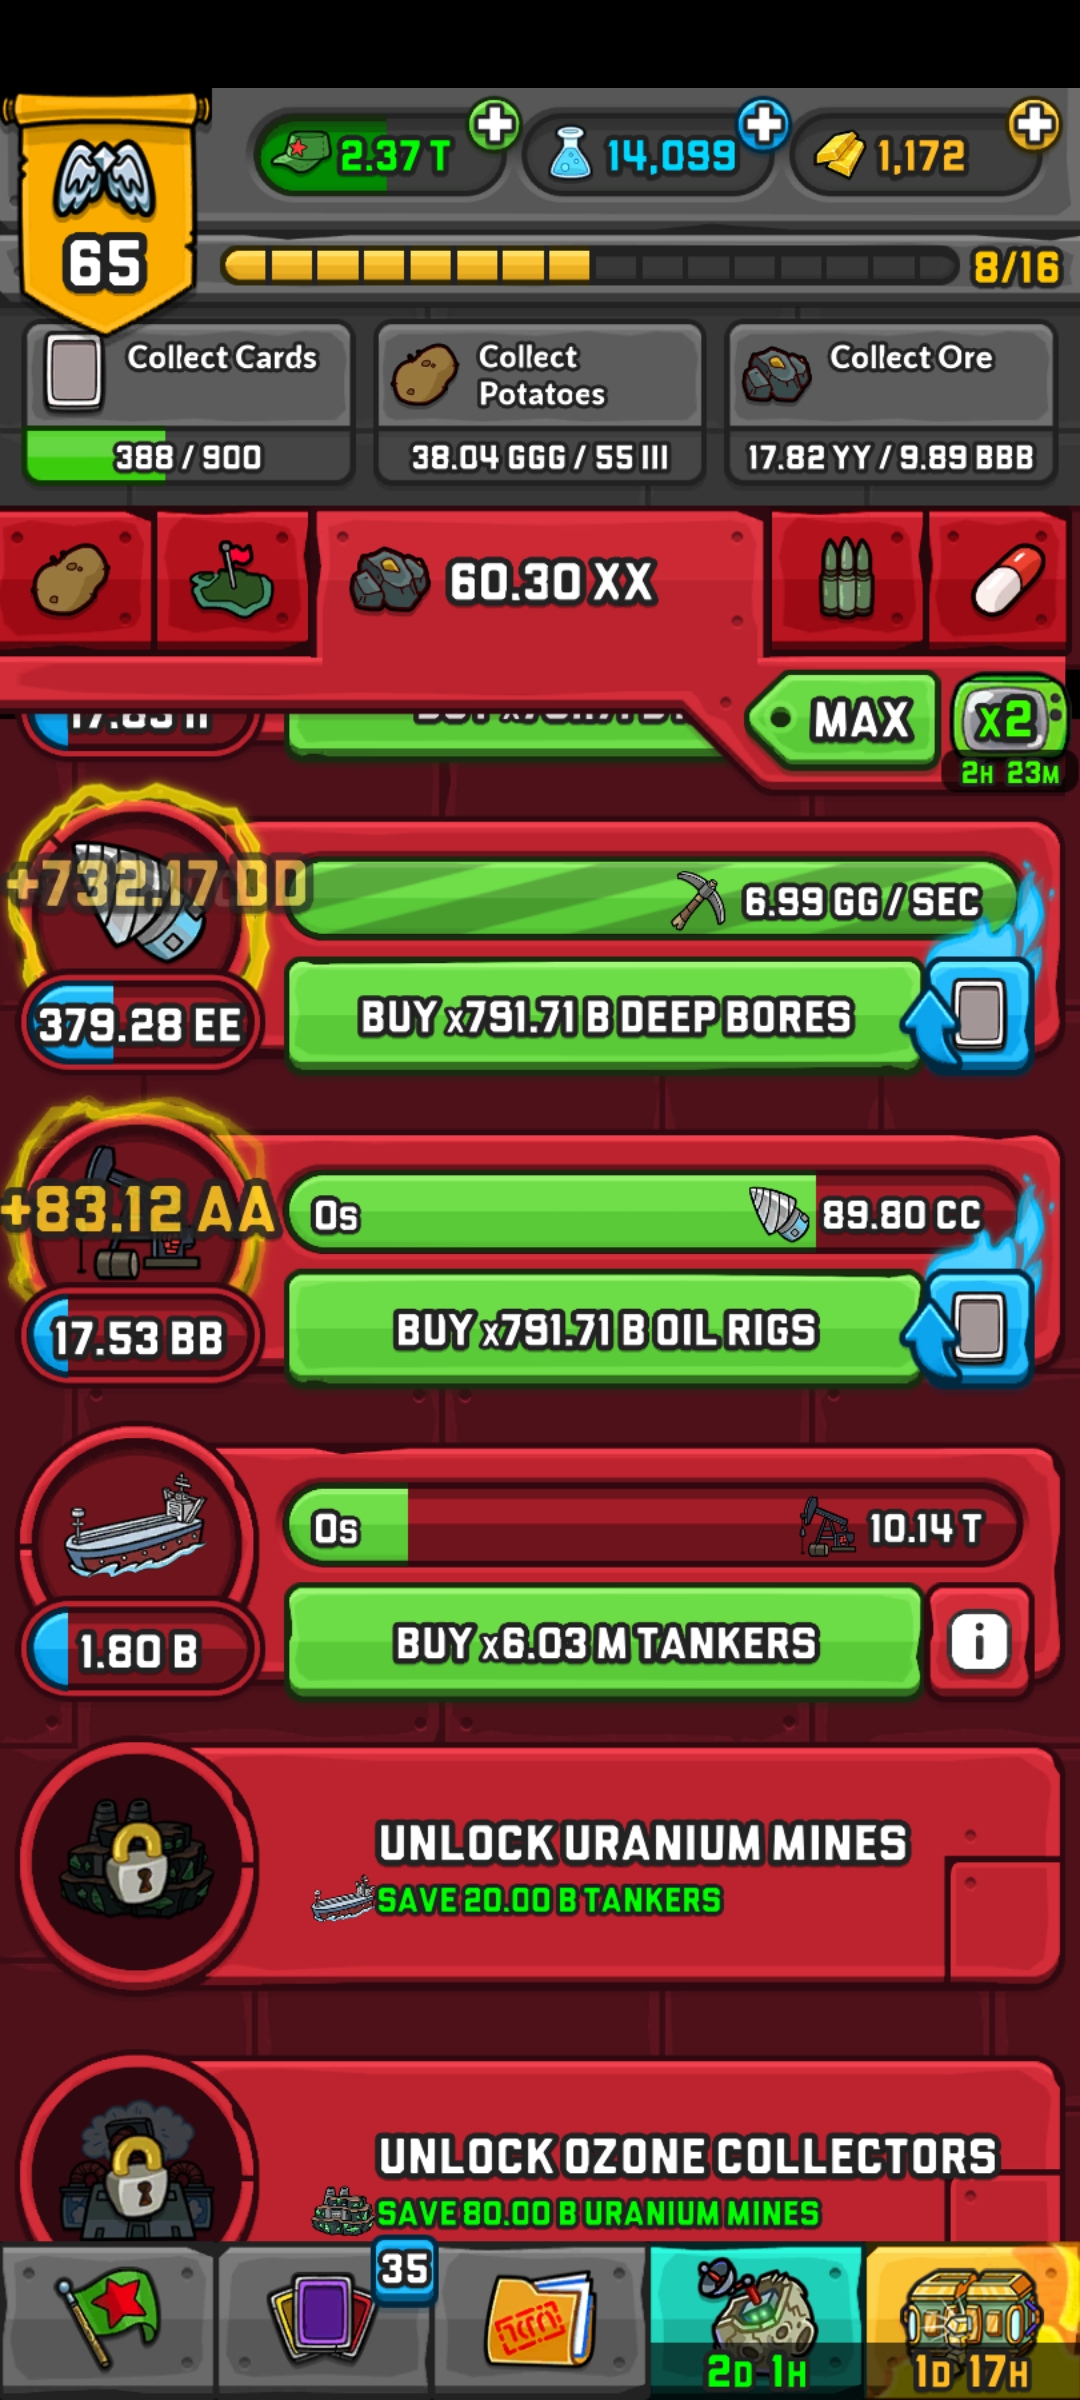 2.37 T
14,099
1,172
65
8/16
Collect Cards
388 / 900
Collect
Potatoes
38.04 GGG / 55 III
Collect Ore
17.82 YY / 9.89 BBB
60.30 XX
MAX
x2
2H 23M
+732.17 DD
6.99 GG / SEC
379.28 EE
BUY x791.71 B DEEP BORES
+83.12 AA
0s
89.80 CC
17.53 BB
BUY x791.71 B OIL RIGS
0s
10.14 T
1.80 B
BUY x6.03 M TANKERS
i
UNLOCK URANIUM MINES
SAVE 20.00 B TANKERS
UNLOCK OZONE COLLECTORS
SAVE 80.00 B URANIUM MINES
35
2D 1H
1D 17H